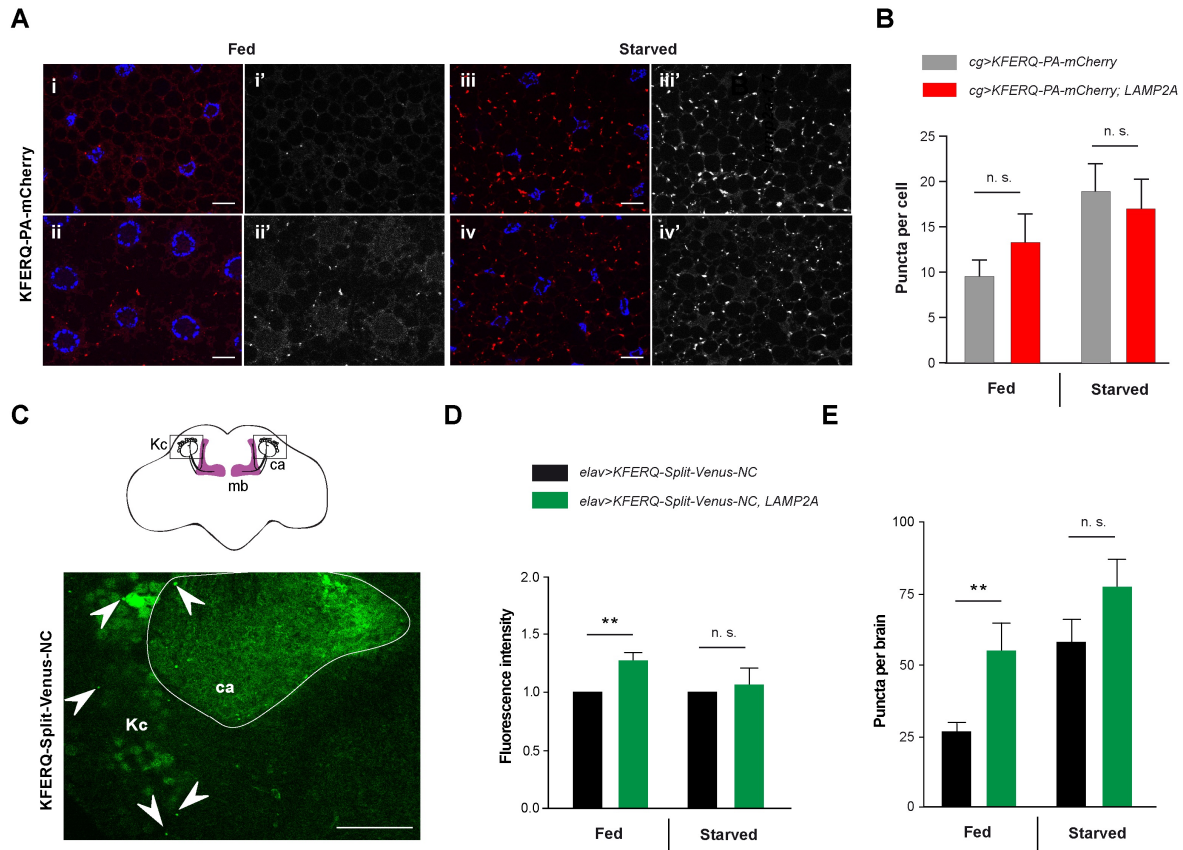 A
Fed
Starved
KFERQ-PA-mCherry
i
i’
iii
iii’
ii
ii’
iv
iv’
B
cg>KFERQ-PA-mCherry
cg>KFERQ-PA-mCherry; LAMP2A
Puncta per cell
25
20
15
10
5
0
n. s.
n. s.
Fed
Starved
C
Kc
ca
mb
KFERQ-Split-Venus-NC
ca
Kc
D
elav>KFERQ-Split-Venus-NC
elav>KFERQ-Split-Venus-NC, LAMP2A
Fluorescence intensity
2.0
1.5
1.0
0.5
0.0
**
n. s.
Fed
Starved
E
Puncta per brain
100
75
50
25
0
**
n. s.
Fed
Starved